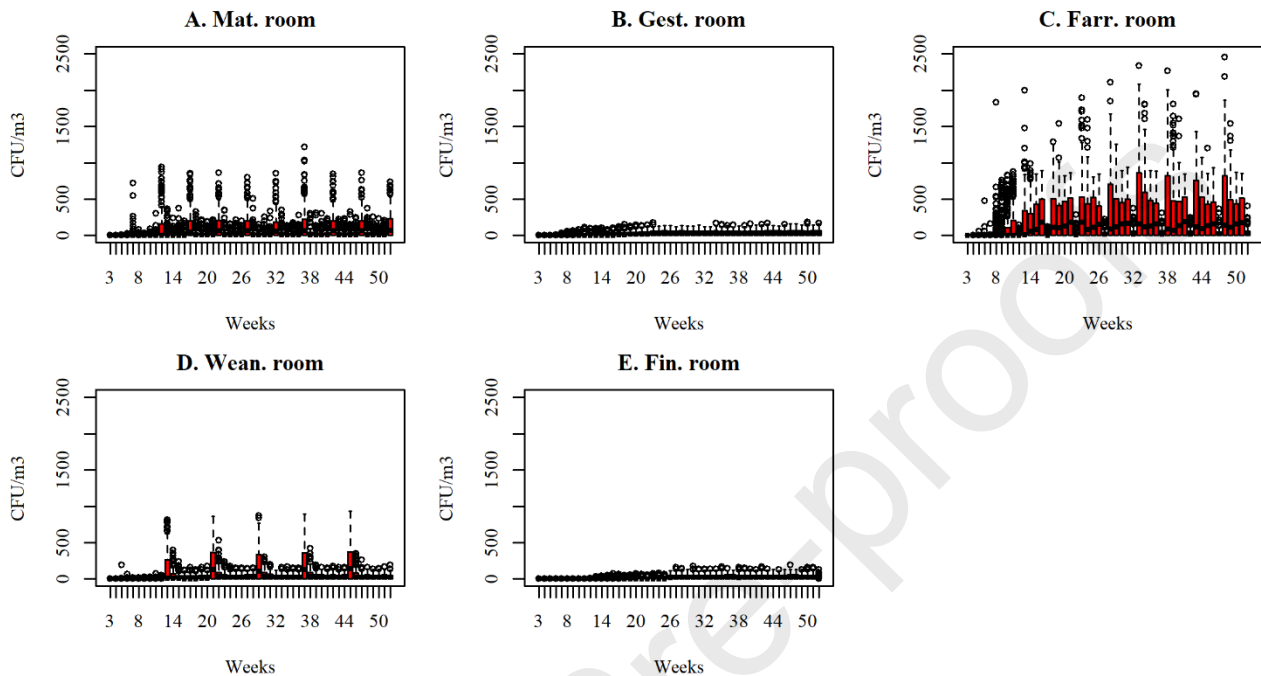 A. Mat. room
B. Gest. room
C. Farr. room
CFU/m3
0 500 1500 2500
3 8 14 20 26 32 38 44 50
Weeks
CFU/m3
0 500 1500 2500
3 8 14 20 26 32 38 44 50
Weeks
CFU/m3
0 500 1500 2500
3 8 14 20 26 32 38 44 50
Weeks
D. Wean. room
E. Fin. room
CFU/m3
0 500 1500 2500
3 8 14 20 26 32 38 44 50
Weeks
CFU/m3
0 500 1500 2500
3 8 14 20 26 32 38 44 50
Weeks